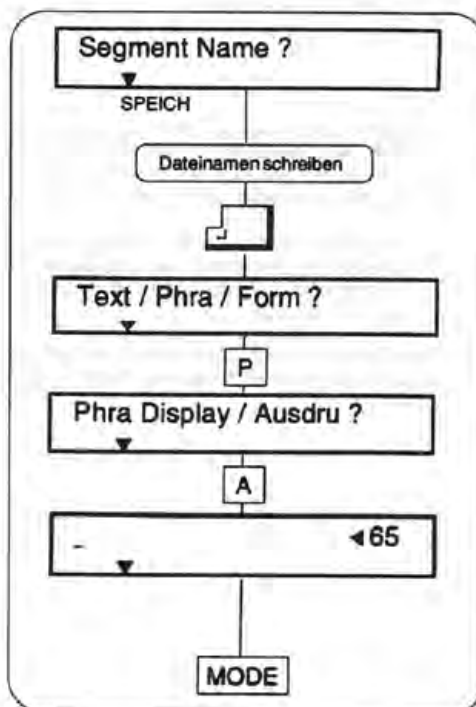 Segment Name ?
SPEICH
Dateinamen schreiben
Text / Phra / Form ?
P
Phra Display / Ausdru ?
A
_ ◄65
MODE